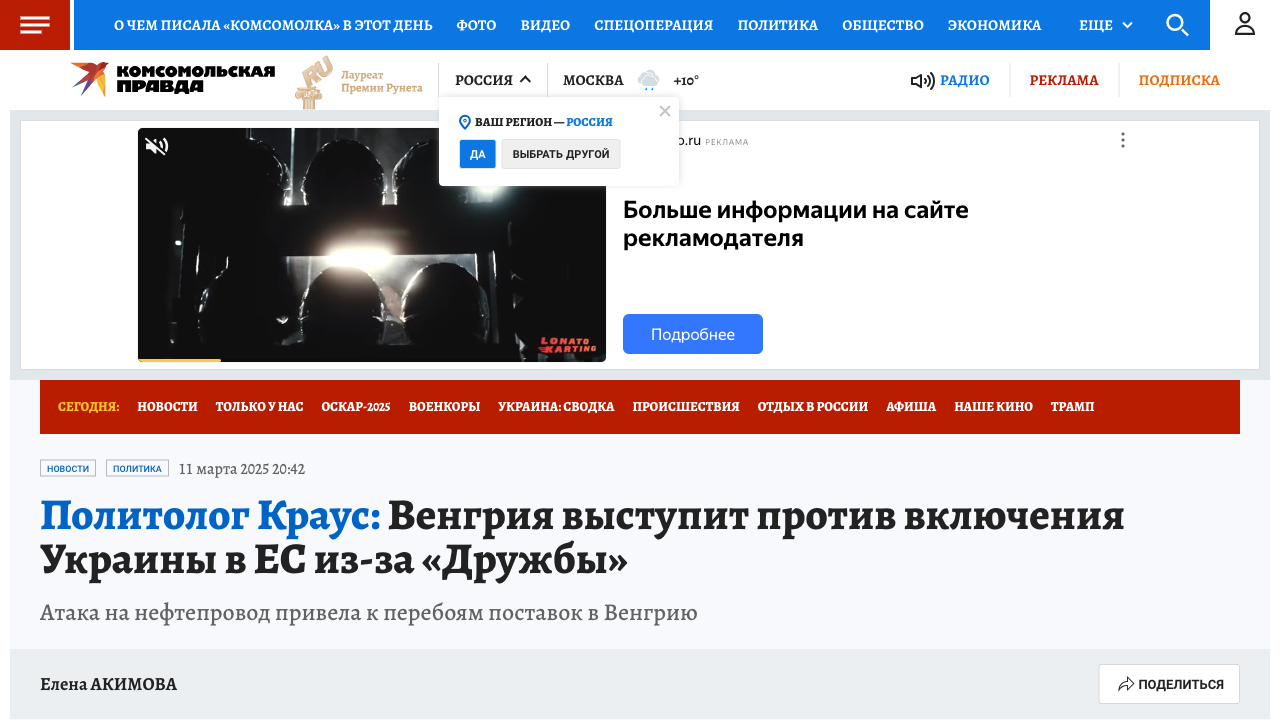 О ЧЕМ ПИСАЛА «КОМСОМОЛКА» В ЭТОТ ДЕНЬ ФОТО ВИДЕО СПЕЦОПЕРАЦИЯ ПОЛИТИКА ОБЩЕСТВО ЭКОНОМИКА ЕЩЕ
КОМСОМОЛЬСКАЯ
ПРАВДА
.RU
Лауреат
Премии Рунета
РОССИЯ МОСКВА +10° РАДИО РЕКЛАМА ПОДПИСКА
ВАШ РЕГИОН — РОССИЯ
ДА ВЫБРАТЬ ДРУГОЙ
o.ru РЕКЛАМА
Больше информации на сайте
рекламодателя
Подробнее
LONATO
KARTING
СЕГОДНЯ: НОВОСТИ ТОЛЬКО У НАС ОСКАР-2025 ВОЕНКОРЫ УКРАИНА: СВОДКА ПРОИСШЕСТВИЯ ОТДЫХ В РОССИИ АФИША НАШЕ КИНО ТРАМП
НОВОСТИ ПОЛИТИКА 11 марта 2025 20:42
Политолог Краус: Венгрия выступит против включения
Украины в ЕС из-за «Дружбы»
Атака на нефтепровод привела к перебоям поставок в Венгрию
Елена АКИМОВА ПОДЕЛИТЬСЯ